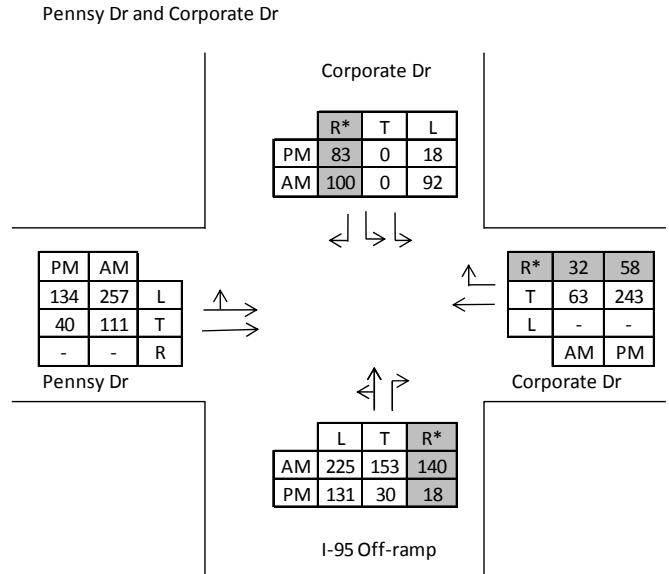 Pennsy Dr and Corporate Dr
Corporate Dr
R* T L
PM 83 0 18
AM 100 0 92
PM AM
134 257 L
40 111 T
- - R
Pennsy Dr
R* 32 58
T 63 243
L - -
AM PM
Corporate Dr
L T R*
AM 225 153 140
PM 131 30 18
I-95 Off-ramp